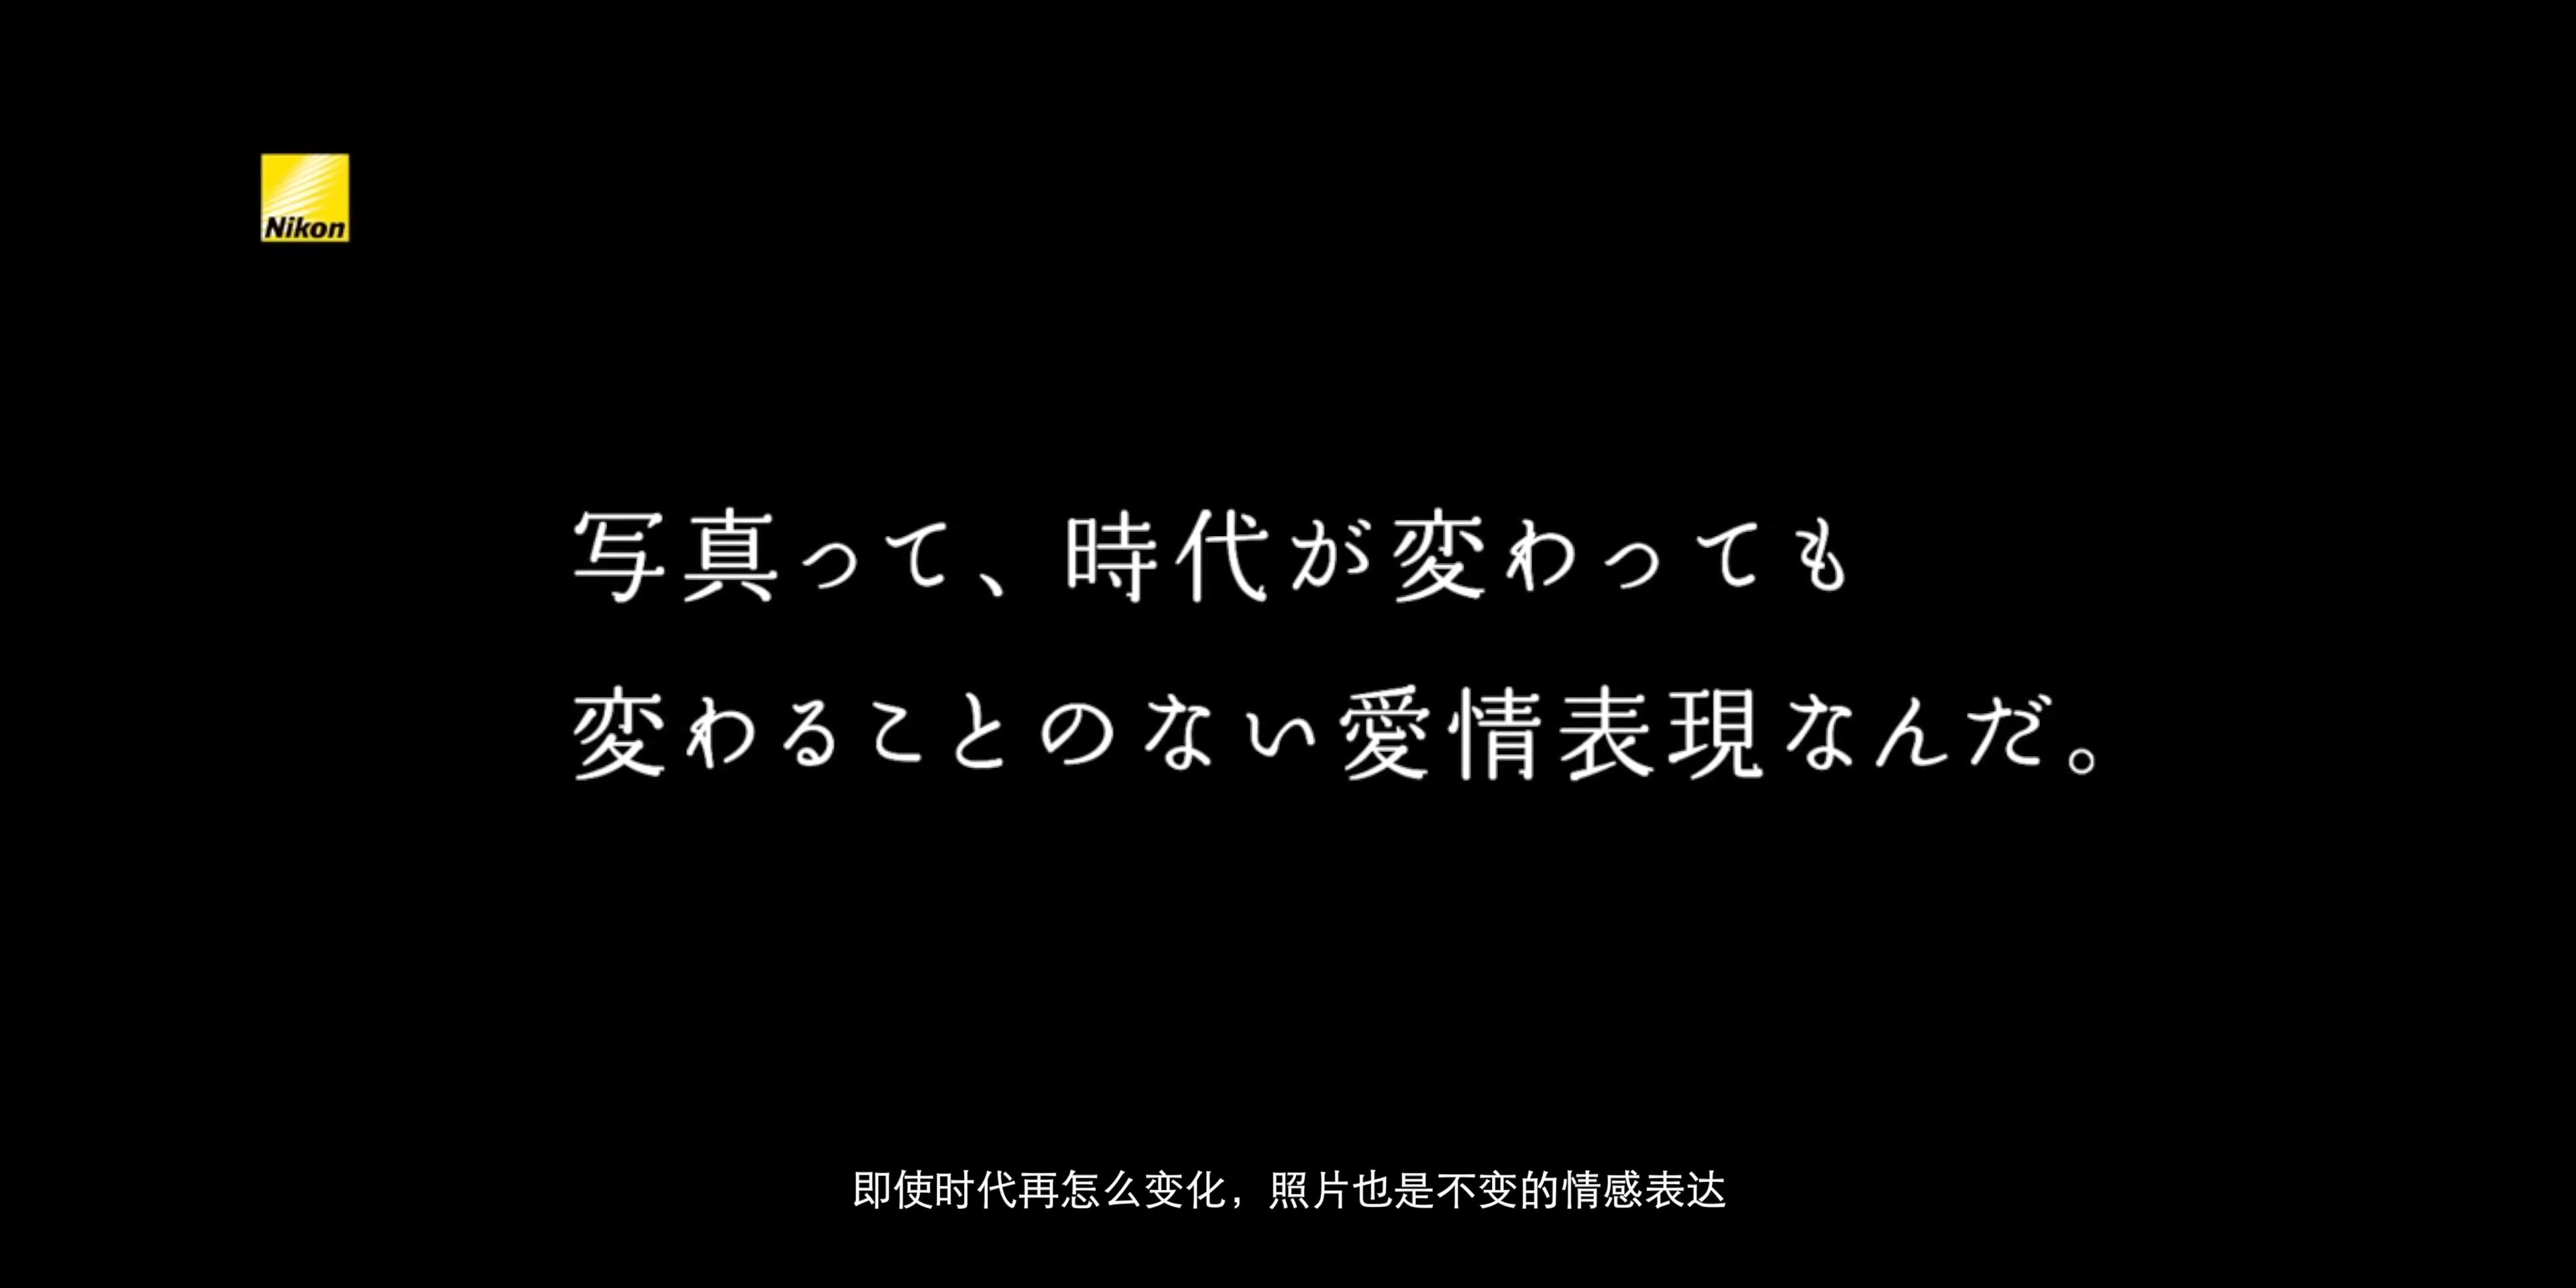 Nikon
写真って、時代が変わっても
変わることのない愛情表現なんだ。
即使时代再怎么变化，照片也是不变的情感表达